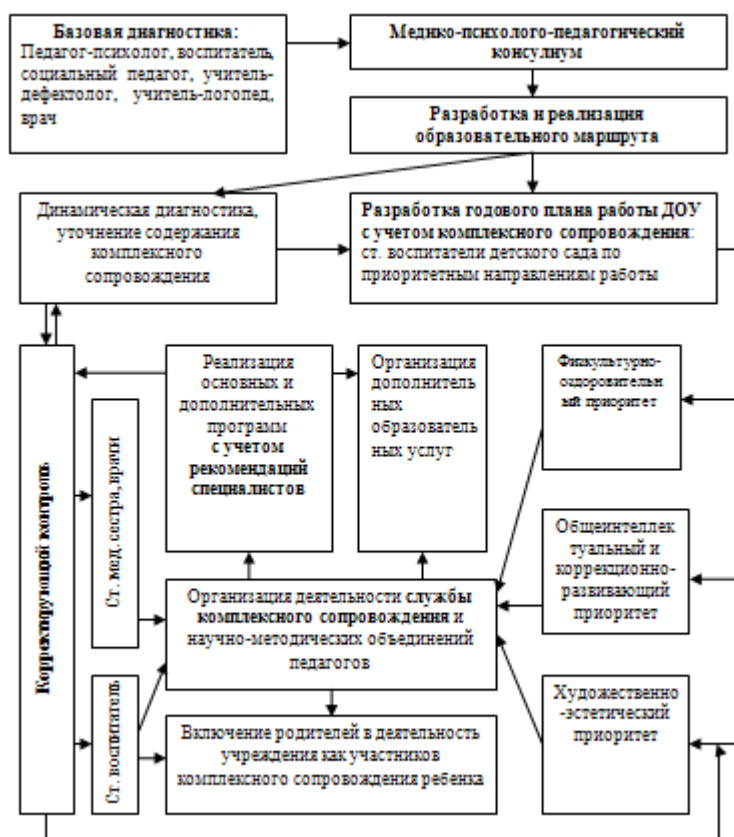 Базовая диагностика:
Педагог-психолог, воспитатель,
социальный педагог, учитель-
дефектолог, учитель-логопед,
врач
Медико-психолого-педагогический
консулиум
Разработка и реализация
образовательного маршрута
Динамическая диагностика,
уточнение содержания
комплексного
сопровождения
Разработка годового плана работы ДОУ
с учетом комплексного сопровождения:
ст. воспитатели детского сада по
приоритетным направлениям работы
Корректирующий контроль
Ст. мед. сестра, врачи
Ст. воспитатель
Реализация
основных и
дополнительных
программ
с учетом
рекомендаций
специалистов
Организация
дополнитель
ных
образователь
ных услуг
Физкультурно-
оздоровительн
ый приоритет
Общеинтеллек
туальный и
коррекционно-
развивающий
приоритет
Организация деятельности службы
комплексного сопровождения и
научно-методических объединений
педагогов
Художественно
-эстетический
приоритет
Включение родителей в деятельность
учреждения как участников
комплексного сопровождения ребенка